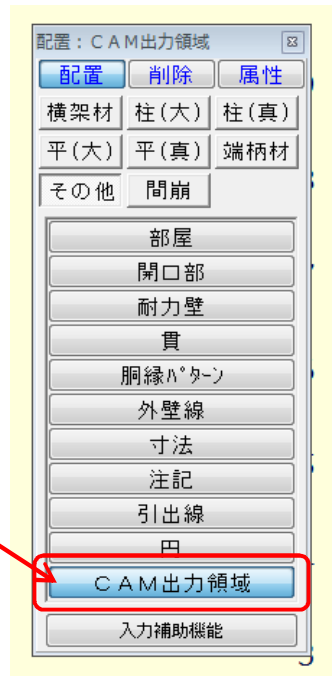 配置：ＣＡＭ出力領域
配置 削除 属性
横架材 柱(大) 柱(真)
平(大) 平(真) 端柄材
その他 間崩
部屋
開口部
耐力壁
貫
胴縁ﾊﾟﾀｰﾝ
外壁線
寸法
注記
引出線
円
ＣＡＭ出力領域
入力補助機能